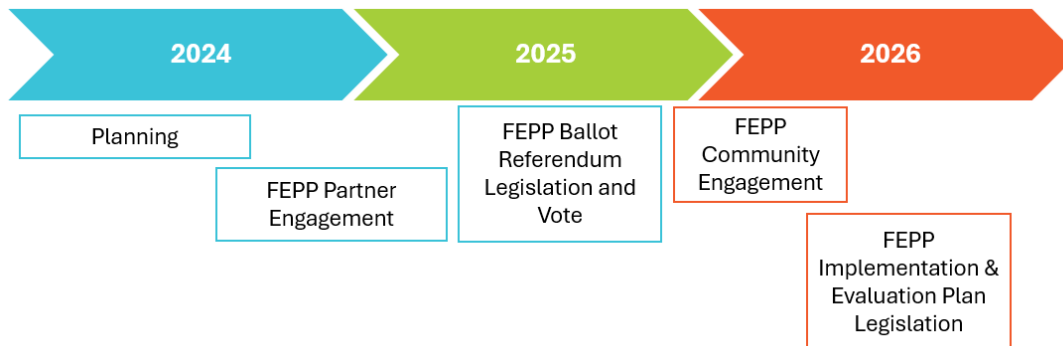 2024
2025
2026
Planning
FEPP Partner
Engagement
FEPP Ballot
Referendum
Legislation and
Vote
FEPP
Community
Engagement
FEPP
Implementation &
Evaluation Plan
Legislation